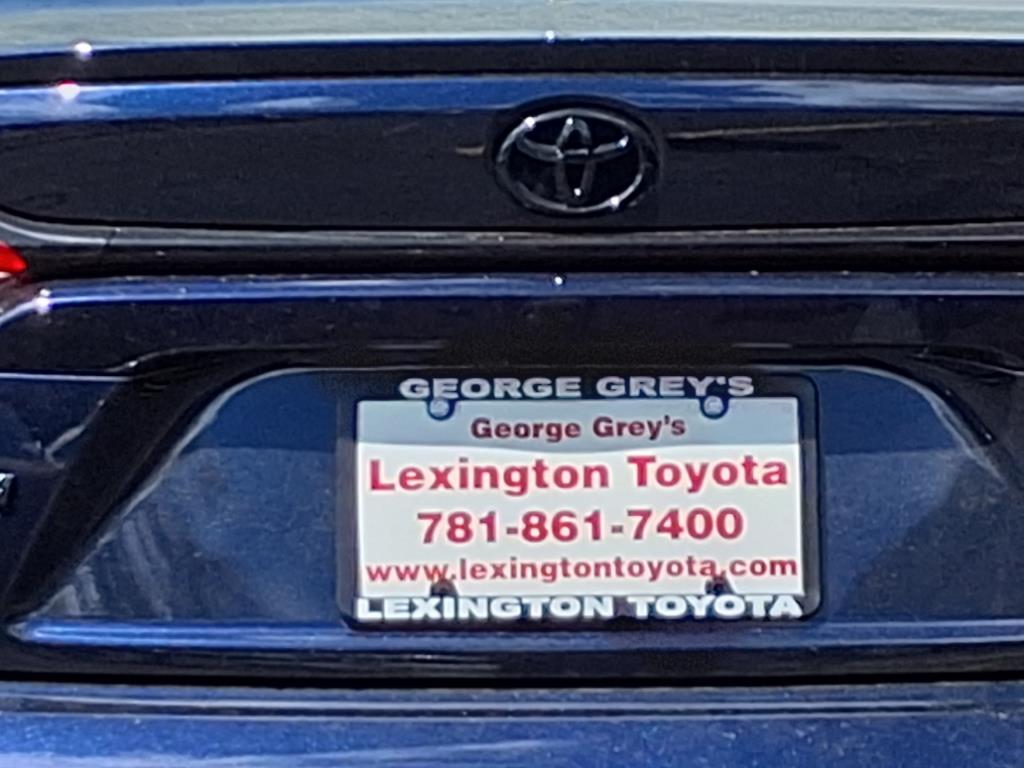 GEORGE GREY'S
George Grey's
Lexington Toyota
781-861-7400
www.lexingtontoyota.com
LEXINGTON TOYOTA